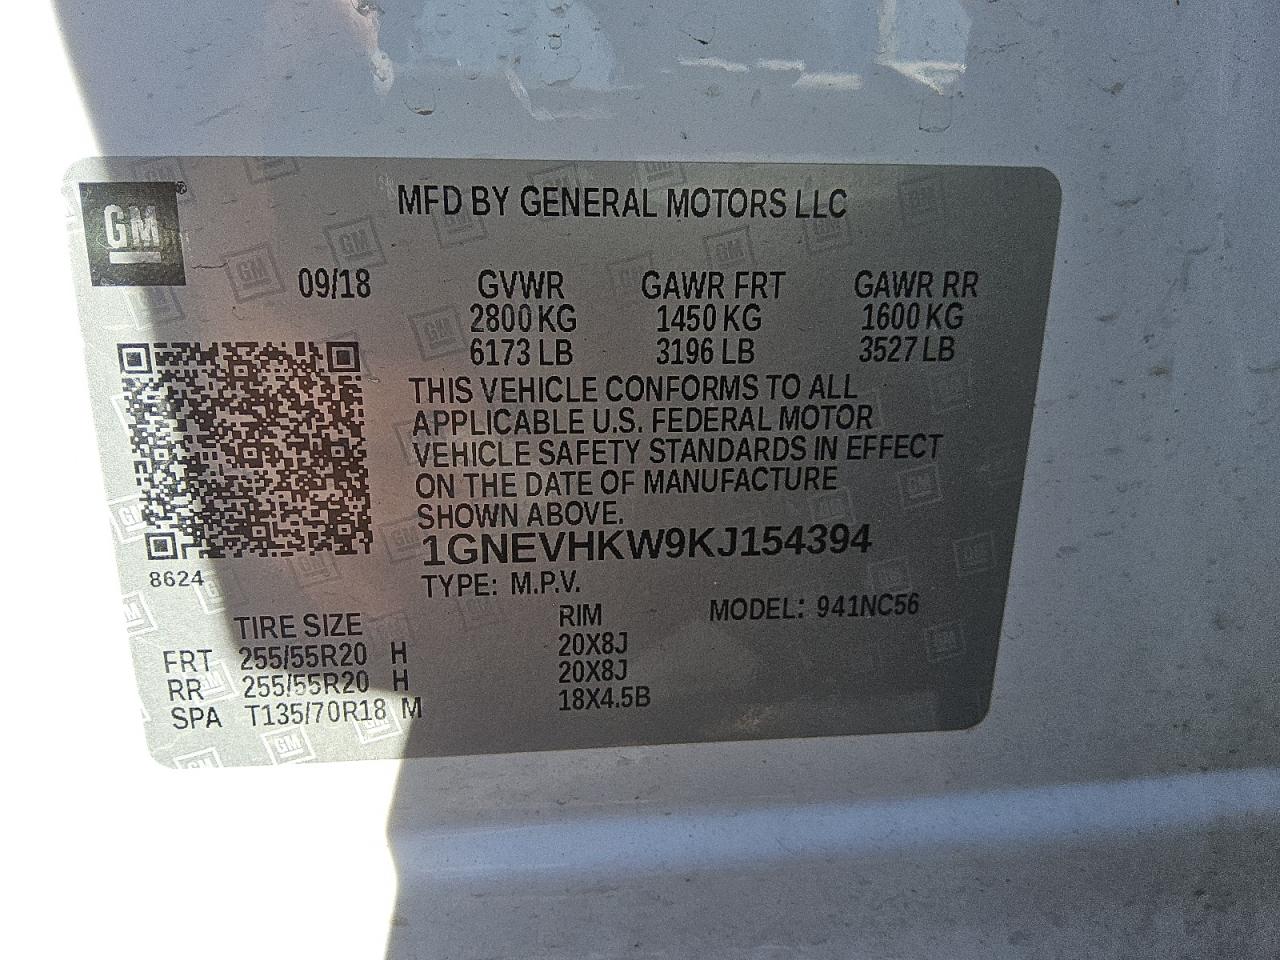 GM
MFD BY GENERAL MOTORS LLC
09/18 GVWR GAWR FRT GAWR RR
2800 KG 1450 KG 1600 KG
6173 LB 3196 LB 3527 LB
THIS VEHICLE CONFORMS TO ALL
APPLICABLE U.S. FEDERAL MOTOR
VEHICLE SAFETY STANDARDS IN EFFECT
ON THE DATE OF MANUFACTURE
SHOWN ABOVE.
1GNEVHKW9KJ154394
8624
TYPE: M.P.V.
TIRE SIZE RIM MODEL: 941NC56
FRT 255/55R20 H 20X8J
RR 255/55R20 H 20X8J
SPA T135/70R18 M 18X4.5B